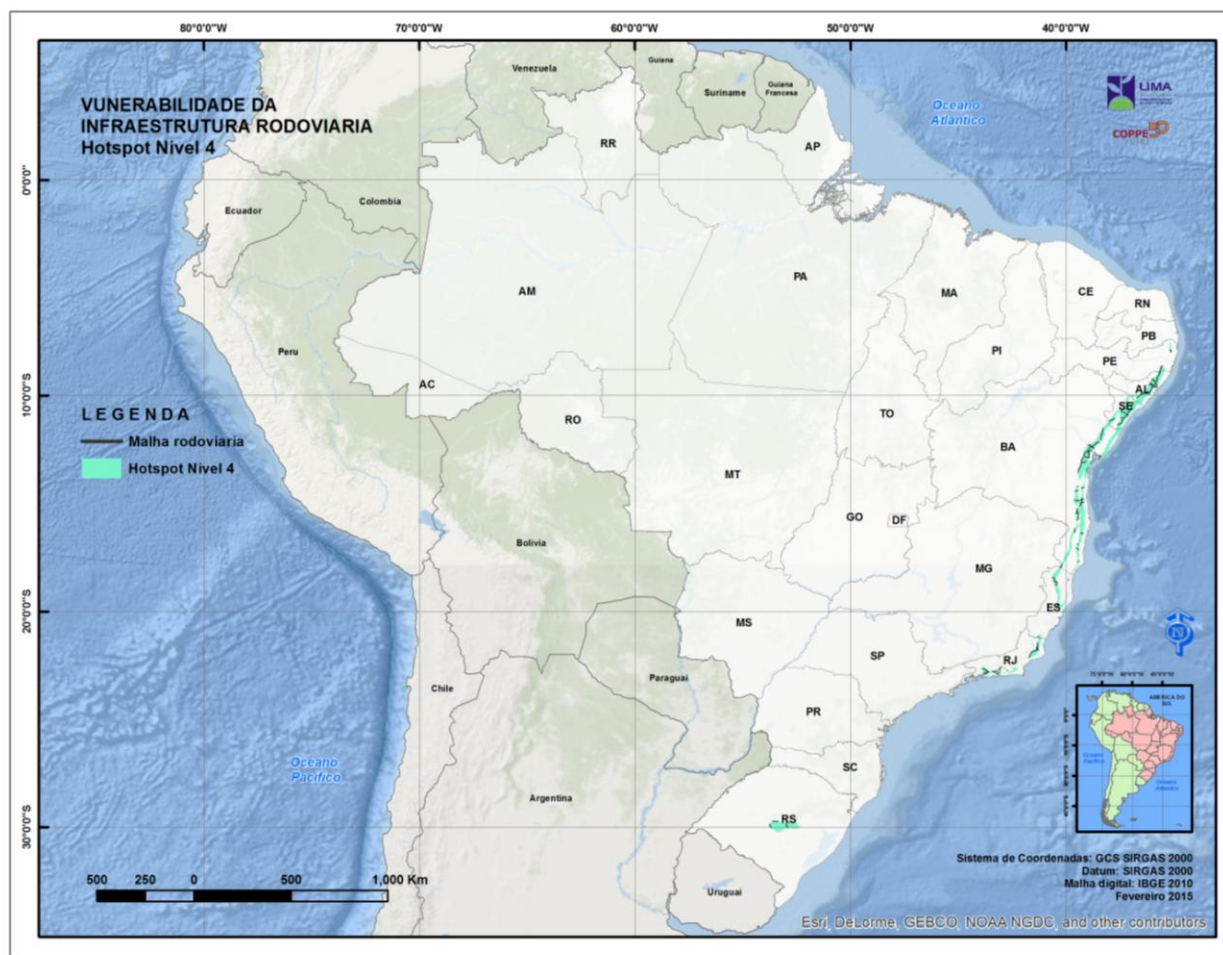 80°0'0"W
70°0'0"W
60°0'0"W
50°0'0"W
40°0'0"W
VUNERABILIDADE DA
INFRAESTRUTURA RODOVIARIA
Hotspot Nivel 4
Venezuela
Guiana
Suriname
Guiana
Francesa
Oceano
Atlantico
LIMA
COPPE
RR
AP
0°0'0"
Ecuador
Colombia
AM
PA
MA
CE
RN
PB
PI
PE
Peru
AC
AL
10°0'0"S
SE
LEGENDA
Malha rodoviaria
Hotspot Nivel 4
RO
TO
BA
MT
GO
DF
Bolivia
MG
ES
20°0'0"S
MS
SP
RJ
N
Paraguai
Chile
PR
AMERICA DO
SUL
Oceano
Pacifico
SC
Argentina
RS
30°0'0"S
Uruguai
500 250 0 500 1,000 Km
Sistema de Coordenadas: GCS SIRGAS 2000
Datum: SIRGAS 2000
Malha digital: IBGE 2010
Fevereiro 2015
Esri, DeLorme, GEBCO, NOAA NGDC, and other contributors